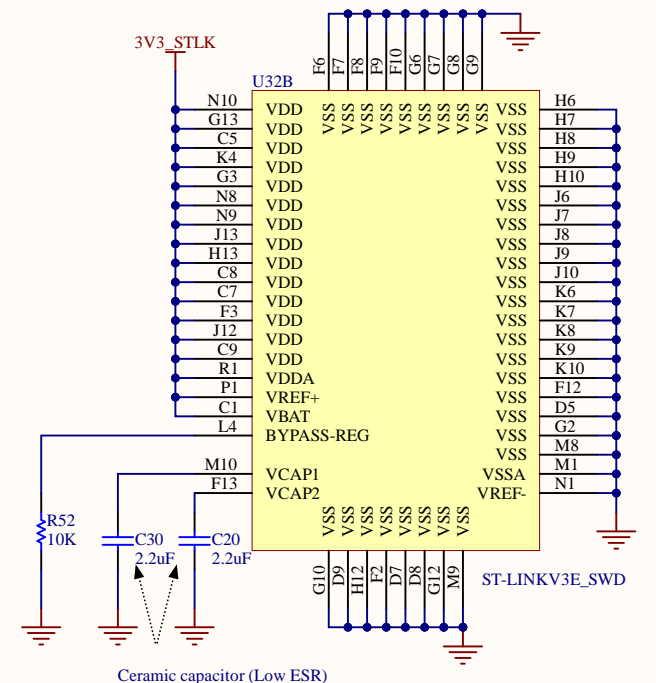 3V3_STLK
U32B
F6 F7 F8 F9 F10 G6 G7 G8 G9
VSS VSS VSS VSS VSS VSS VSS VSS VSS
N10 VDD VSS H6
G13 VDD VSS H7
C5 VDD VSS H8
K4 VDD VSS H9
G3 VDD VSS H10
N8 VDD VSS J6
N9 VDD VSS J7
J13 VDD VSS J8
H13 VDD VSS J9
C8 VDD VSS J10
C7 VDD VSS K6
F3 VDD VSS K7
J12 VDD VSS K8
C9 VDD VSS K9
R1 VDDA VSS K10
P1 VREF+ VSS F12
C1 VBAT VSS D5
L4 BYPASS-REG VSS G2
VSS M8
M10 VCAP1 VSSA M1
F13 VCAP2 VREF- N1
VSS VSS VSS VSS VSS VSS VSS VSS
G10 D9 H12 F2 D7 D8 G12 M9
R52
10K
C30
2.2uF
C20
2.2uF
ST-LINKV3E_SWD
Ceramic capacitor (Low ESR)